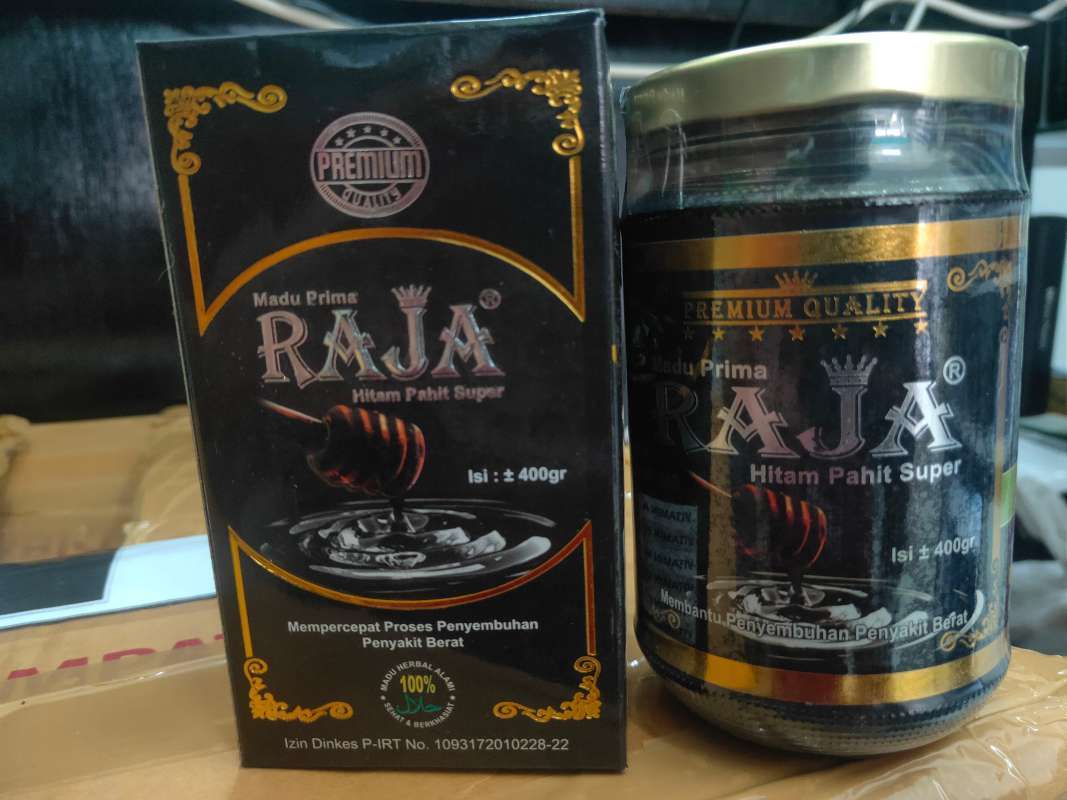 PREMIUM
QUALITY
Madu Prima
RAJA®
Hitam Pahit Super
Isi : ± 400gr
Mempercepat Proses Penyembuhan
Penyakit Berat
MADU HERBAL ALAMI
100%
حلال
SEHAT & BERKHASIAT
Izin Dinkes P-IRT No. 1093172010228-22
PREMIUM QUALITY
Madu Prima
RAJA®
Hitam Pahit Super
Isi ± 400gr
Membantu Penyembuhan Penyakit Berat